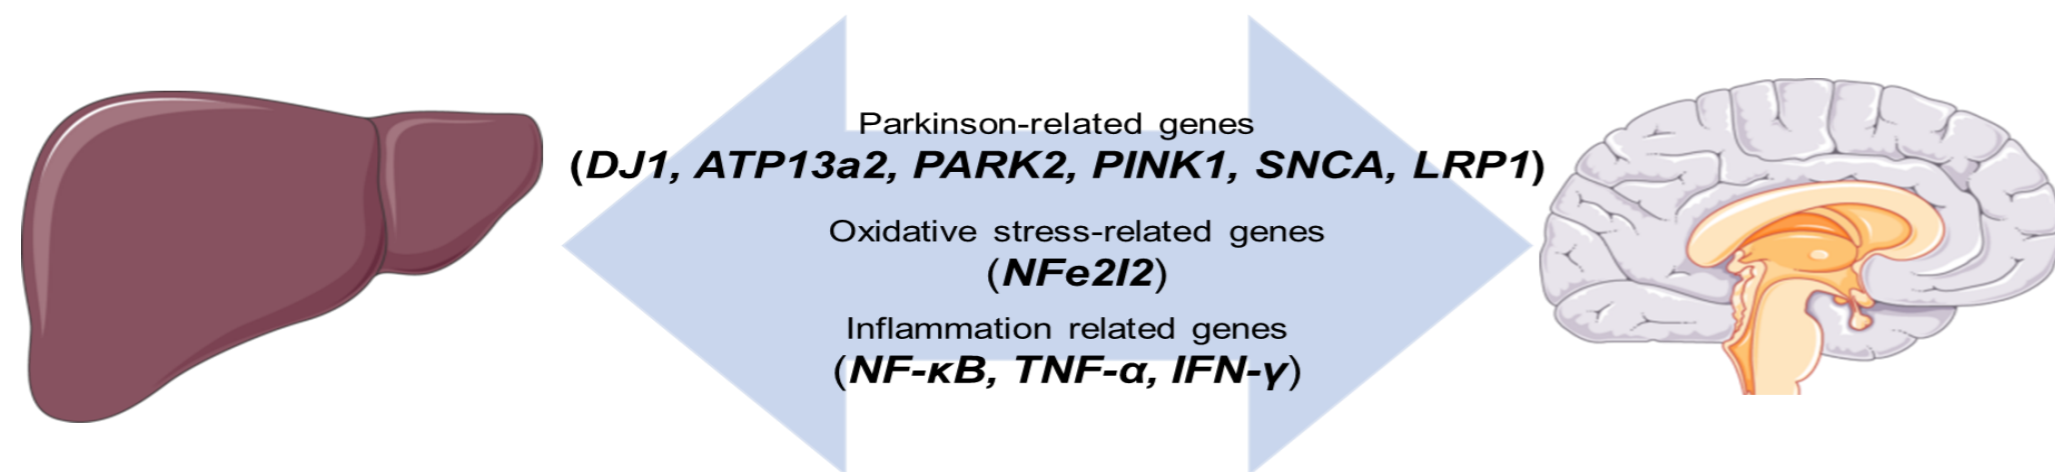 Parkinson-related genes
(DJ1, ATP13a2, PARK2, PINK1, SNCA, LRP1)
Oxidative stress-related genes
(NFe2l2)
Inflammation related genes
(NF-κB, TNF-α, IFN-γ)